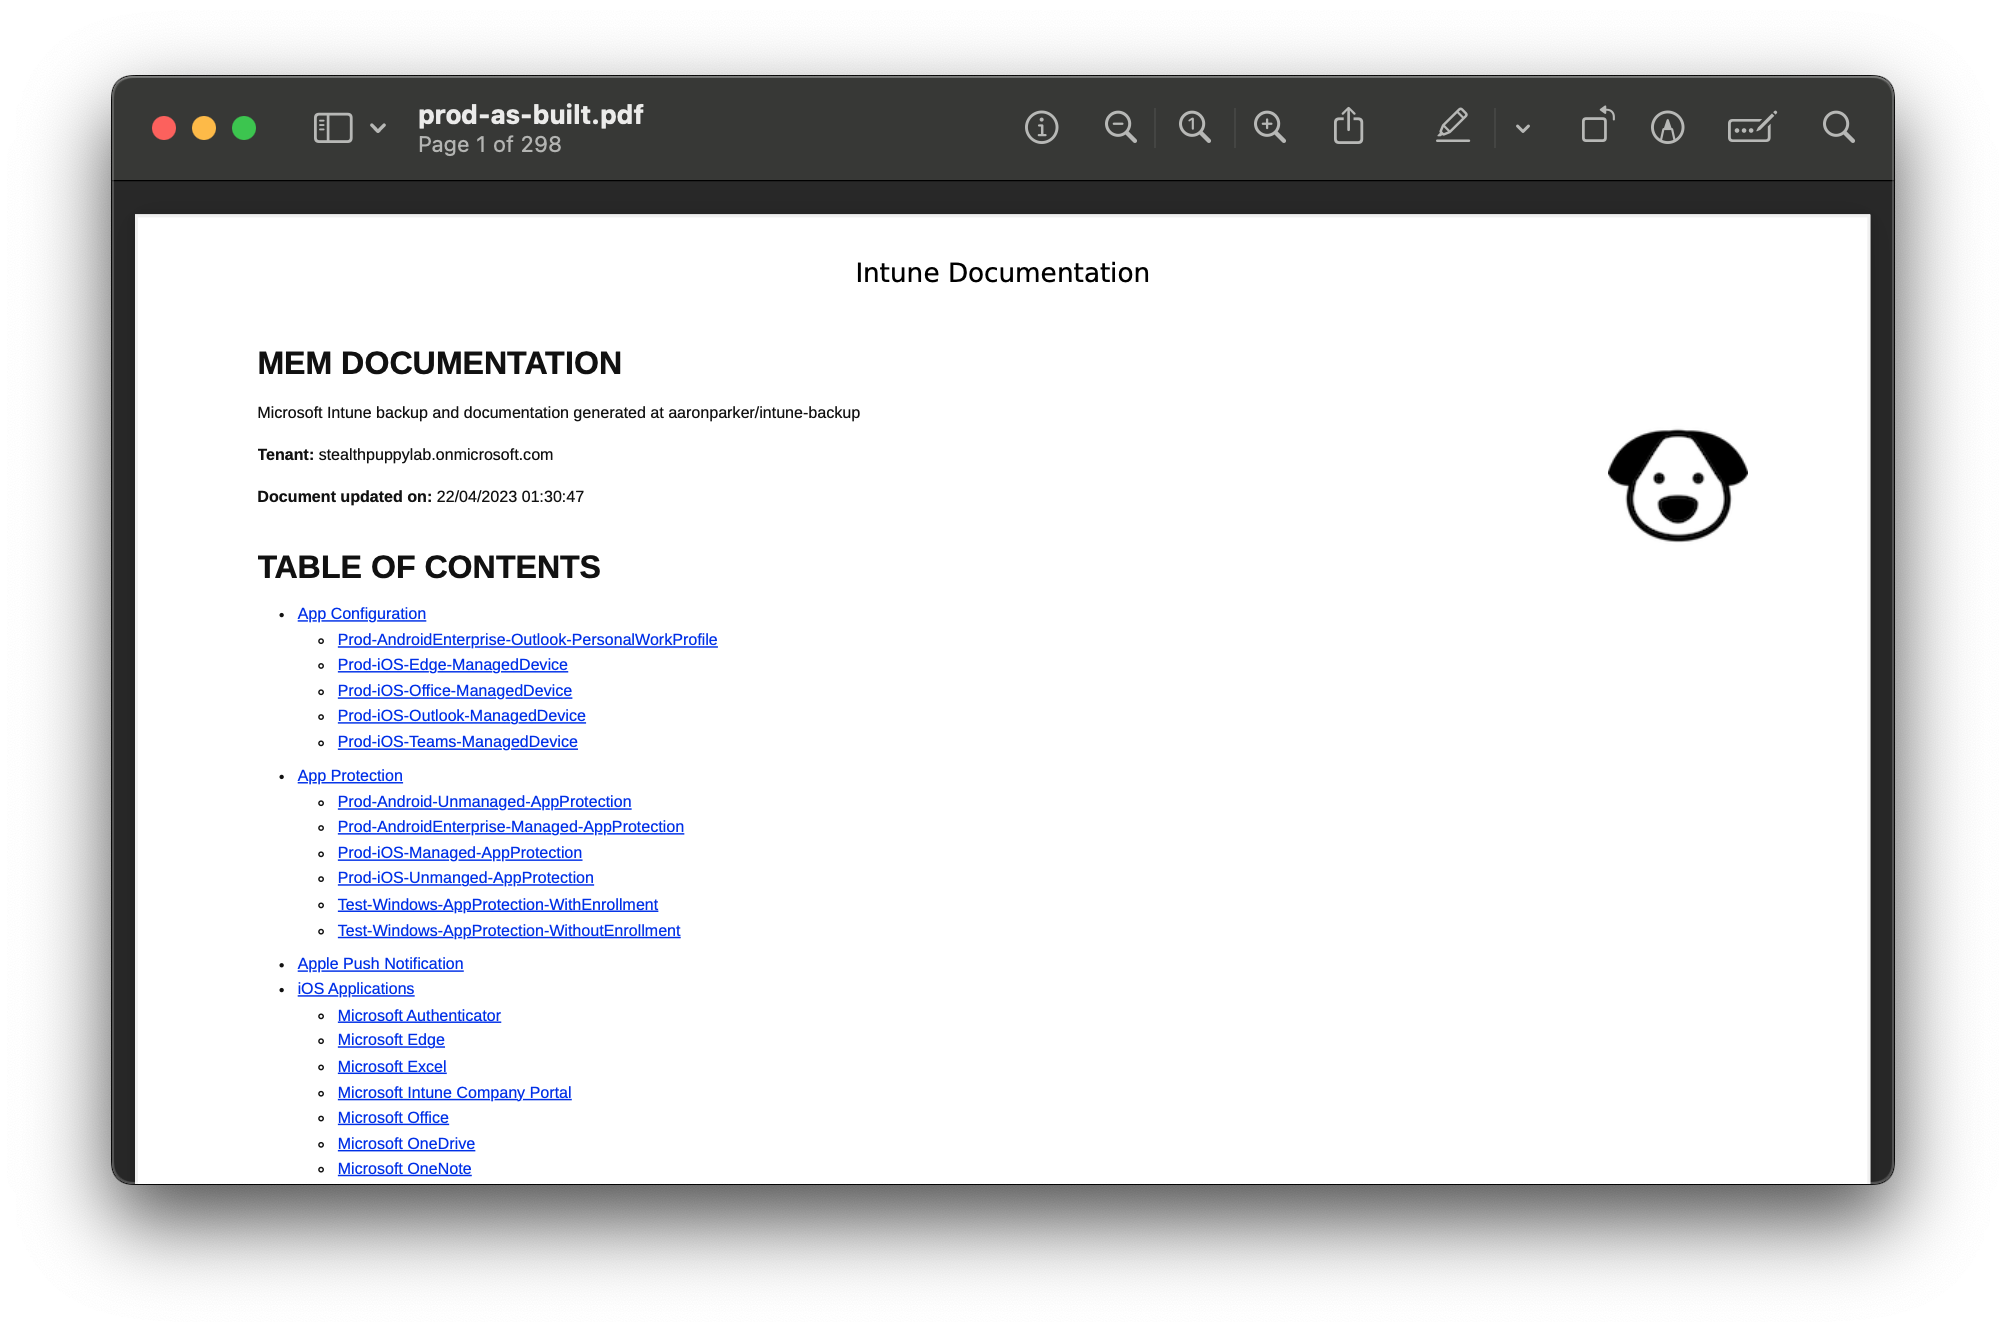 prod-as-built.pdf
Page 1 of 298
1
Intune Documentation
MEM DOCUMENTATION
Microsoft Intune backup and documentation generated at aaronparker/intune-backup
Tenant: stealthpuppylab.onmicrosoft.com
Document updated on: 22/04/2023 01:30:47
TABLE OF CONTENTS
App Configuration
Prod-AndroidEnterprise-Outlook-PersonalWorkProfile
Prod-iOS-Edge-ManagedDevice
Prod-iOS-Office-ManagedDevice
Prod-iOS-Outlook-ManagedDevice
Prod-iOS-Teams-ManagedDevice
App Protection
Prod-Android-Unmanaged-AppProtection
Prod-AndroidEnterprise-Managed-AppProtection
Prod-iOS-Managed-AppProtection
Prod-iOS-Unmanged-AppProtection
Test-Windows-AppProtection-WithEnrollment
Test-Windows-AppProtection-WithoutEnrollment
Apple Push Notification
iOS Applications
Microsoft Authenticator
Microsoft Edge
Microsoft Excel
Microsoft Intune Company Portal
Microsoft Office
Microsoft OneDrive
Microsoft OneNote